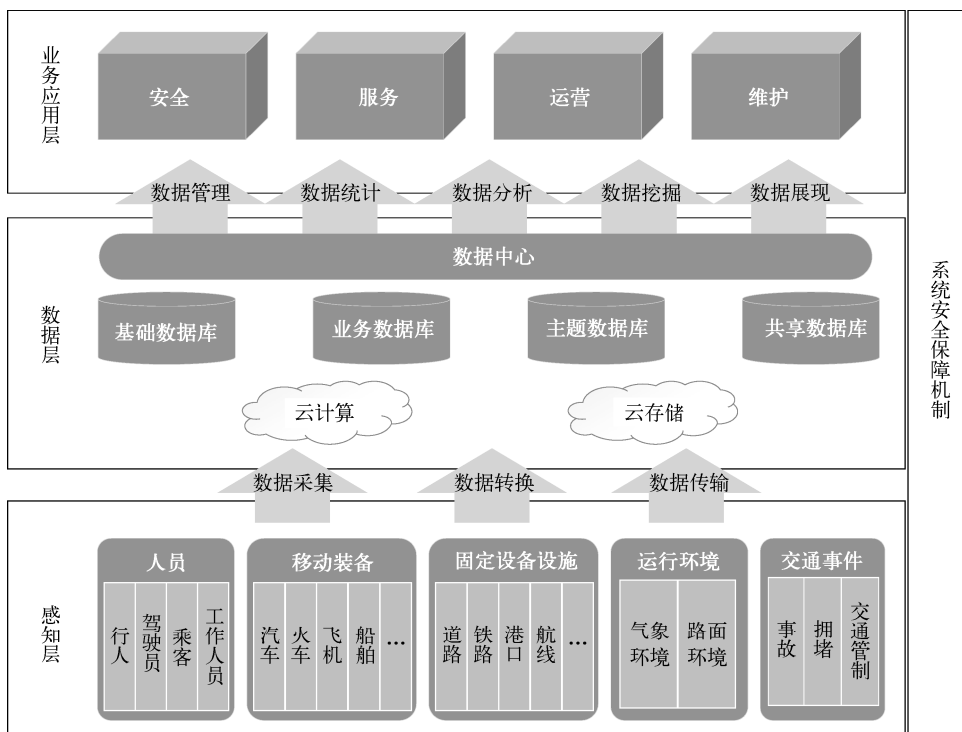 业务应用层
安全
服务
运营
维护
数据管理
数据统计
数据分析
数据挖掘
数据展现
数据层
数据中心
基础数据库
业务数据库
主题数据库
共享数据库
云计算
云存储
数据采集
数据转换
数据传输
感知层
人员
行人
驾驶员
乘客
工作人员
移动装备
汽车
火车
飞机
船舶
...
固定设备设施
道路
铁路
港口
航线
...
运行环境
气象
环境
路面
环境
交通事件
事故
拥堵
交通管制
系统安全保障机制